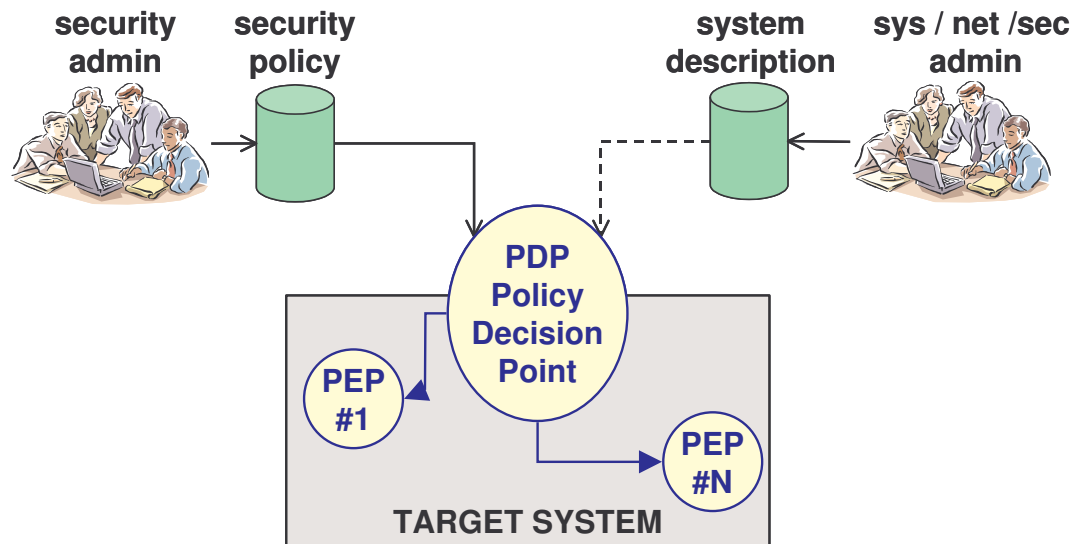 security
admin
security
policy
system
description
sys / net /sec
admin
PDP
Policy
Decision
Point
PEP
#1
PEP
#N
TARGET SYSTEM